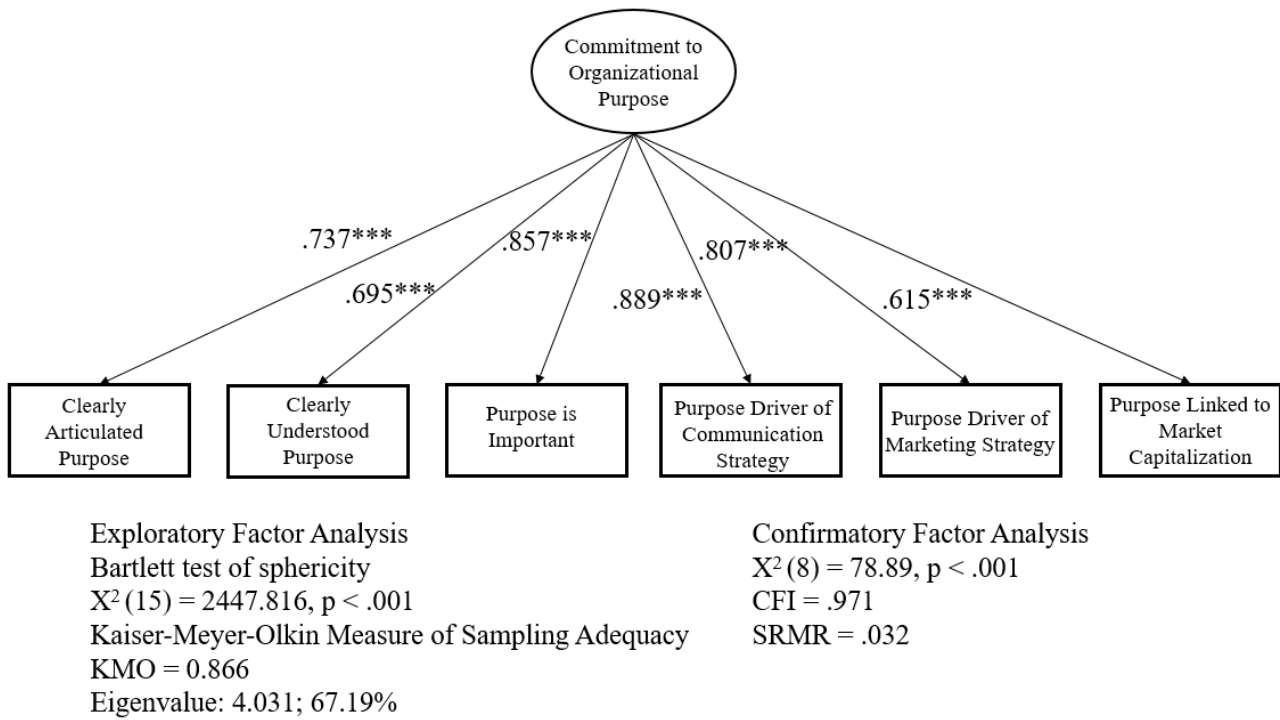 Commitment to
Organizational
Purpose
.737***
.695***
.857***
.889***
.807***
.615***
Clearly
Articulated
Purpose
Clearly
Understood
Purpose
Purpose is
Important
Purpose Driver of
Communication
Strategy
Purpose Driver of
Marketing Strategy
Purpose Linked to
Market
Capitalization
Exploratory Factor Analysis
Bartlett test of sphericity
X² (15) = 2447.816, p < .001
Kaiser-Meyer-Olkin Measure of Sampling Adequacy
KMO = 0.866
Eigenvalue: 4.031; 67.19%
Confirmatory Factor Analysis
X² (8) = 78.89, p < .001
CFI = .971
SRMR = .032